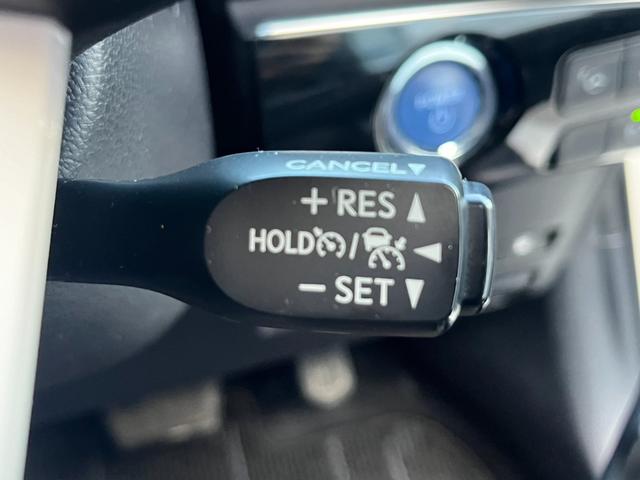 CANCEL▼
+ RES ▲
HOLD / ◀
− SET ▼